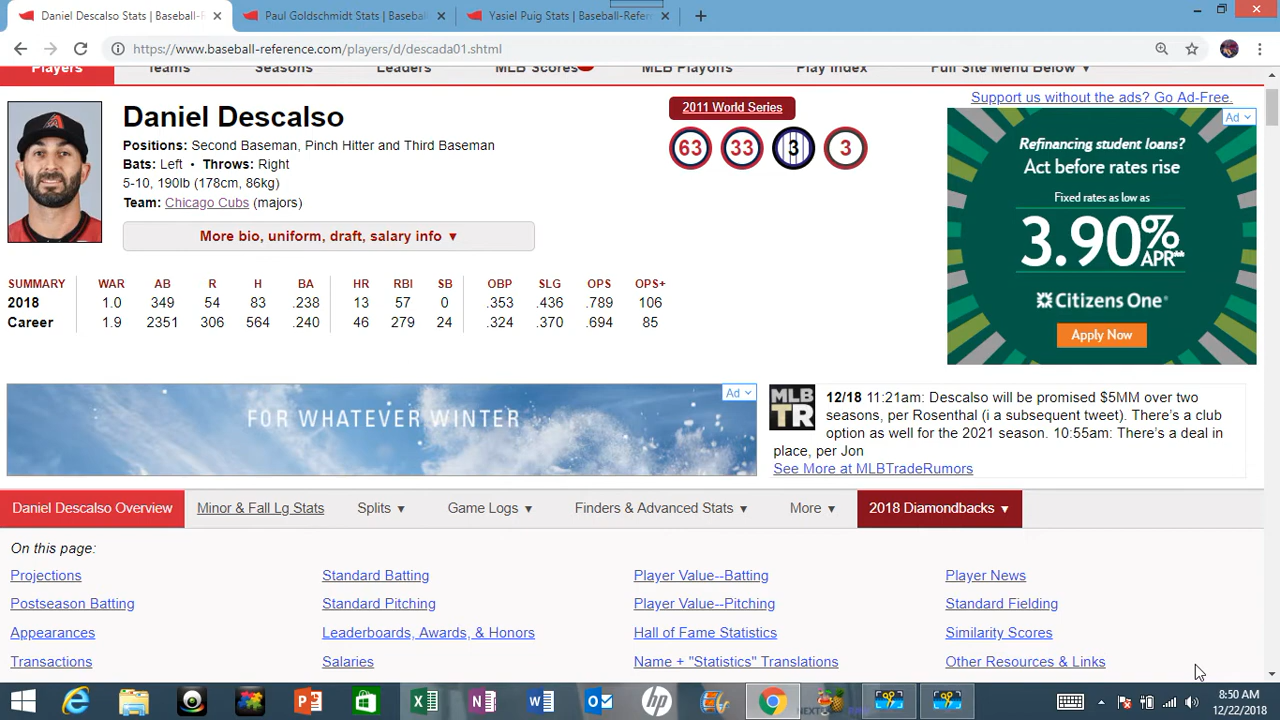 Daniel Descalso Stats | Baseball-R
Paul Goldschmidt Stats | Baseba
Yasiel Puig Stats | Baseball-Refer
https://www.baseball-reference.com/players/d/descada01.shtml
Players Teams Seasons Leaders MLB Scores MLB Playoffs Play Index Full Site Menu Below ▼
Support us without the ads? Go Ad-Free.
Daniel Descalso
Positions: Second Baseman, Pinch Hitter and Third Baseman
Bats: Left • Throws: Right
5-10, 190lb (178cm, 86kg)
Team: Chicago Cubs (majors)
More bio, uniform, draft, salary info ▼
2011 World Series
63 33 3 3
SUMMARY WAR AB R H BA HR RBI SB OBP SLG OPS OPS+
2018 1.0 349 54 83 .238 13 57 0 .353 .436 .789 106
Career 1.9 2351 306 564 .240 46 279 24 .324 .370 .694 85
Ad
Refinancing student loans?
Act before rates rise
Fixed rates as low as
3.90% APR**
Citizens One®
Apply Now
FOR WHATEVER WINTER
Ad
MLB
TR
12/18 11:21am: Descalso will be promised $5MM over two
seasons, per Rosenthal (i a subsequent tweet). There's a club
option as well for the 2021 season. 10:55am: There's a deal in
place, per Jon
See More at MLBTradeRumors
Daniel Descalso Overview Minor & Fall Lg Stats Splits ▼ Game Logs ▼ Finders & Advanced Stats ▼ More ▼ 2018 Diamondbacks ▼
On this page:
Projections Standard Batting Player Value--Batting Player News
Postseason Batting Standard Pitching Player Value--Pitching Standard Fielding
Appearances Leaderboards, Awards, & Honors Hall of Fame Statistics Similarity Scores
Transactions Salaries Name + "Statistics" Translations Other Resources & Links
8:50 AM
12/22/2018